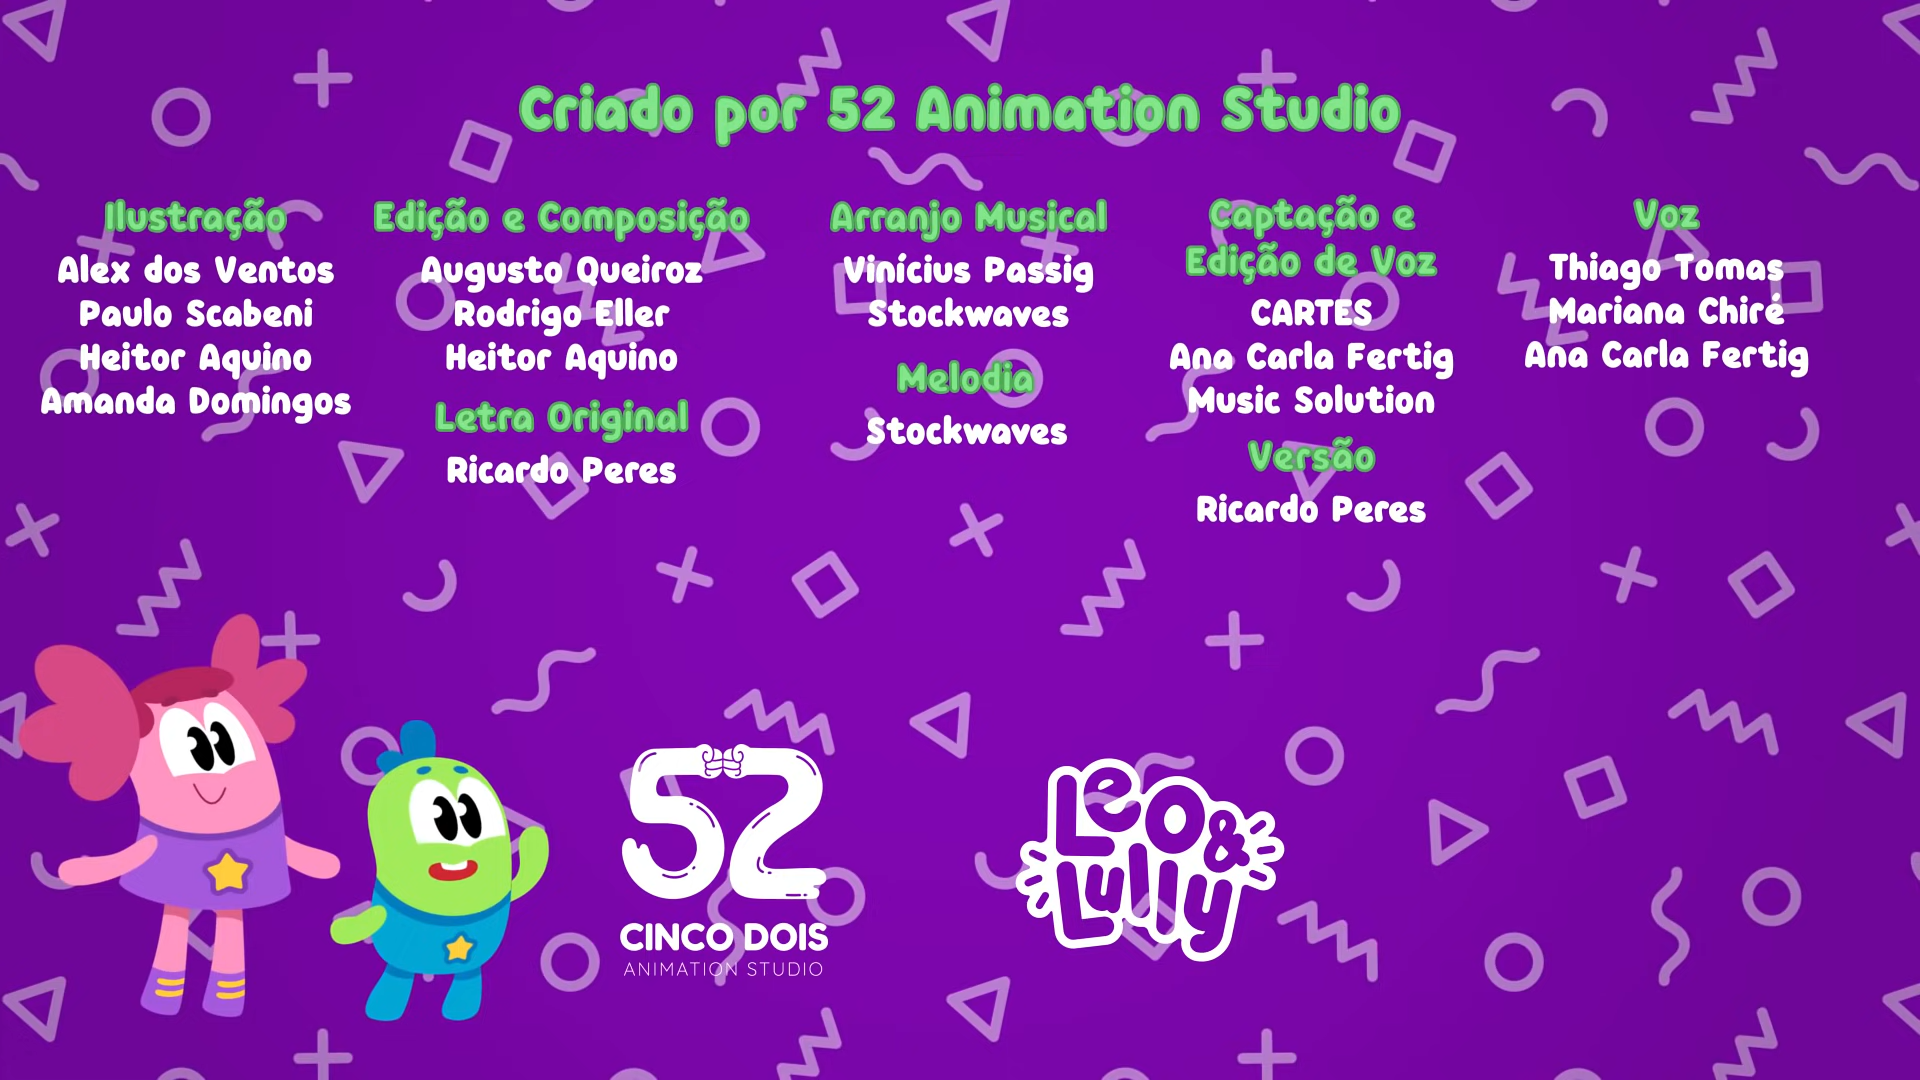 Criado por 52 Animation Studio
Ilustração
Alex dos Ventos
Paulo Scabeni
Heitor Aquino
Amanda Domingos
Edição e Composição
Augusto Queiroz
Rodrigo Eller
Heitor Aquino
Letra Original
Ricardo Peres
Arranjo Musical
Vinícius Passig
Stockwaves
Melodia
Stockwaves
Captação e
Edição de Voz
CARTES
Ana Carla Fertig
Music Solution
Versão
Ricardo Peres
Voz
Thiago Tomas
Mariana Chiré
Ana Carla Fertig
52
CINCO DOIS
ANIMATION STUDIO
Leo &
Lully